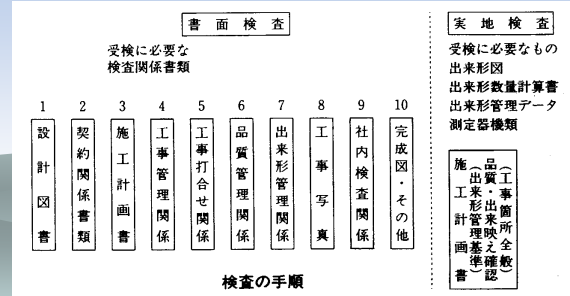 書面検査
受検に必要な
検査関係書類
1
設計図書
2
契約関係書類
3
施工計画書
4
工事管理関係
5
工事打合せ関係
6
品質管理関係
7
出来形管理関係
8
工事写真
9
社内検査関係
10
完成図・その他
実地検査
受検に必要なもの
出来形図
出来形数量計算書
出来形管理データ
測定器機類
(工事箇所全般)
品質・出来映え確認
(出来形管理基準)
施工計画書
検査の手順